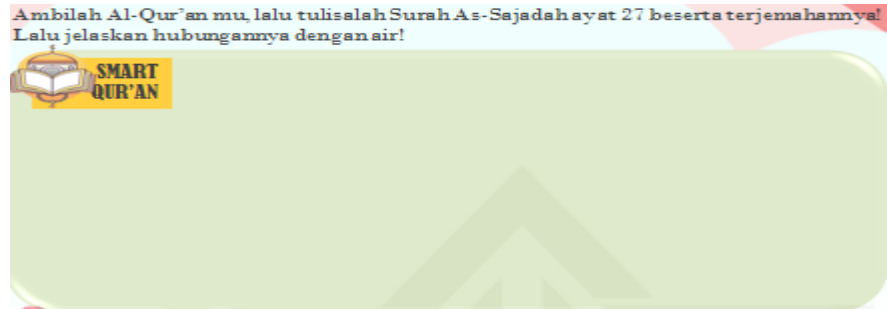 Ambilah Al-Qur'an mu, lalu tulisalah Surah As-Sajadah ayat 27 beserta terjemahannya!
Lalu jelaskan hubungannya dengan air!
SMART
QUR'AN